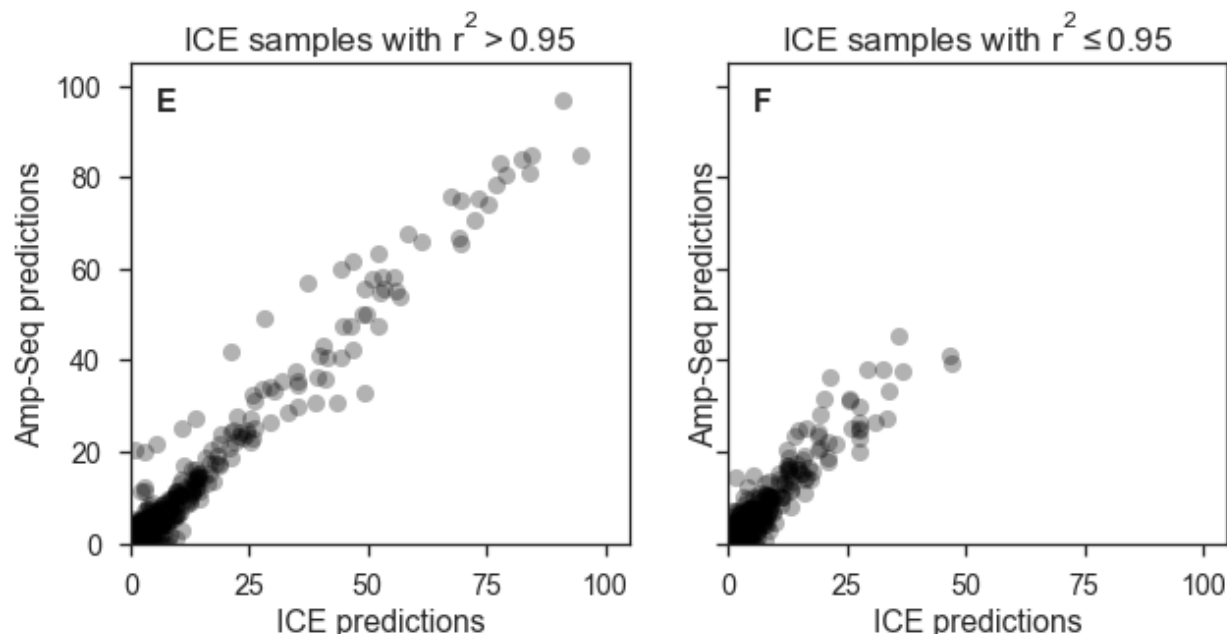 ICE samples with r² > 0.95
E
100
80
60
40
20
0
Amp-Seq predictions
0 25 50 75 100
ICE predictions
ICE samples with r² ≤ 0.95
F
Amp-Seq predictions
0 25 50 75 100
ICE predictions